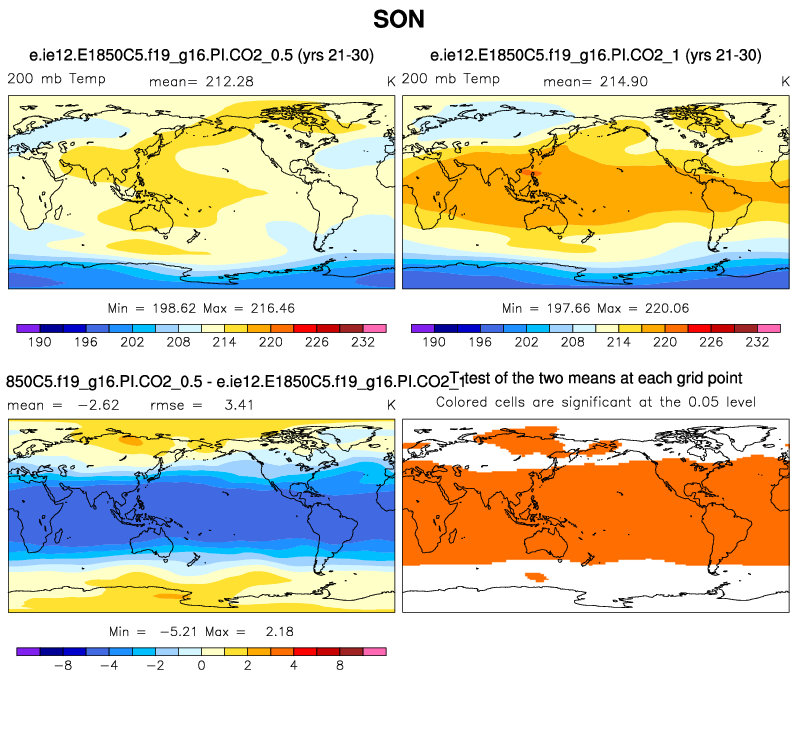 SON
e.ie12.E1850C5.f19_g16.PI.CO2_0.5 (yrs 21-30)
200 mb Temp mean= 212.28 K
Min = 198.62 Max = 216.46
190 196 202 208 214 220 226 232
e.ie12.E1850C5.f19_g16.PI.CO2_1 (yrs 21-30)
200 mb Temp mean= 214.90 K
Min = 197.66 Max = 220.06
190 196 202 208 214 220 226 232
850C5.f19_g16.PI.CO2_0.5 - e.ie12.E1850C5.f19_g16.PI.CO2_1
mean = -2.62 rmse = 3.41 K
Min = -5.21 Max = 2.18
-8 -4 -2 0 2 4 8
T-test of the two means at each grid point
Colored cells are significant at the 0.05 level